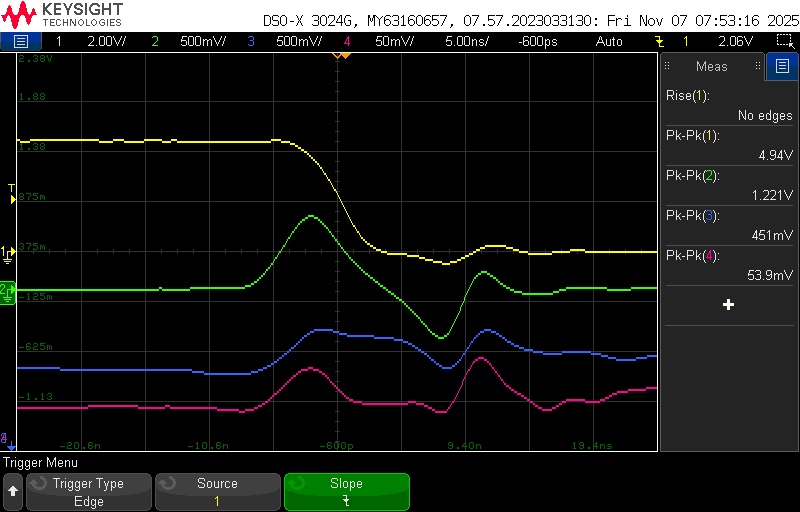 KEYSIGHT
TECHNOLOGIES
DSO-X 3024G, MY63160657, 07.57.2023033130: Fri Nov 07 07:53:16 2025
1 2.00V/ 2 500mV/ 3 500mV/ 4 50mV/ 5.00ns/ -600ps Auto 1 2.06V
2.38V
Meas
Rise(1):
No edges
1.88
Pk-Pk(1):
4.94V
1.38
Pk-Pk(2):
1.221V
T
875m
Pk-Pk(3):
451mV
1
375m
Pk-Pk(4):
53.9mV
2
-125m
+
-625m
-1.13
-20.6n -10.6n -600p 9.40n 19.4n
Trigger Menu
Trigger Type
Edge
Source
1
Slope